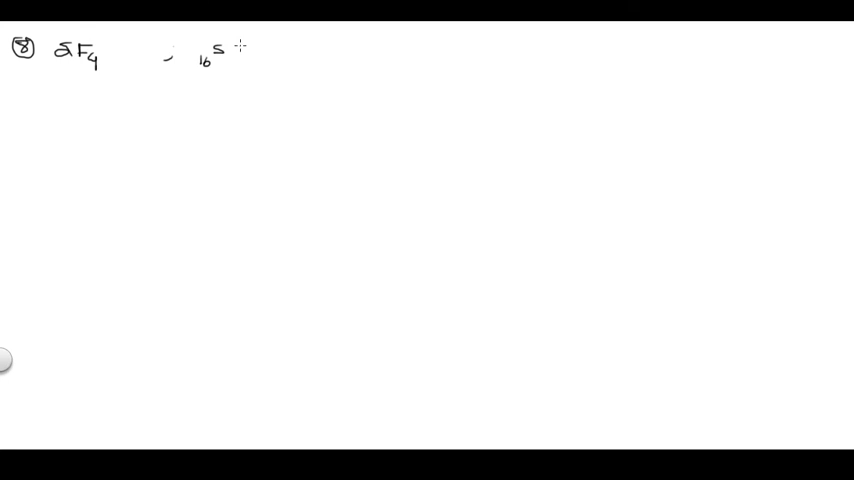 ⑧ SF₄ , ₁₆S